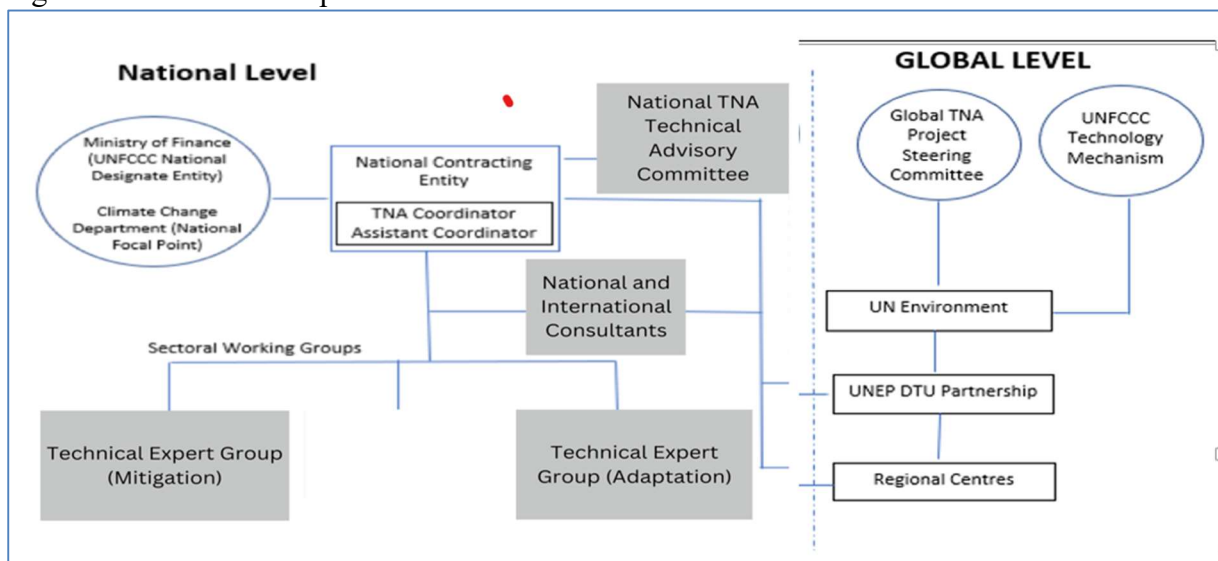 National Level
Ministry of Finance
(UNFCCC National
Designate Entity)
Climate Change
Department (National
Focal Point)
National Contracting
Entity
TNA Coordinator
Assistant Coordinator
National TNA
Technical
Advisory
Committee
National and
International
Consultants
Sectoral Working Groups
Technical Expert Group
(Mitigation)
Technical Expert
Group (Adaptation)
GLOBAL LEVEL
Global TNA
Project
Steering
Committee
UNFCCC
Technology
Mechanism
UN Environment
UNEP DTU Partnership
Regional Centres